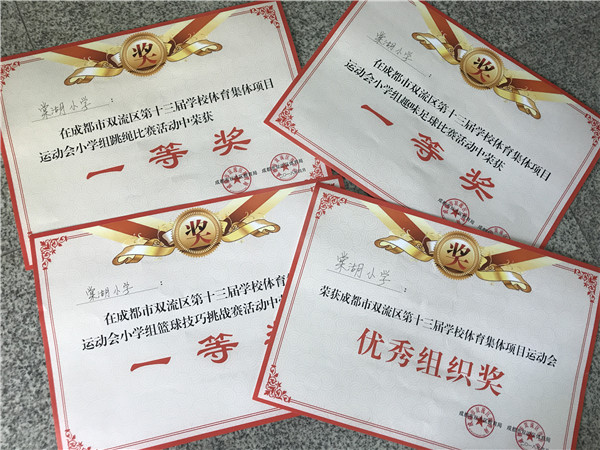 奖
棠湖小学：
在成都市双流区第十三届学校体育集体项目
运动会小学组跳绳比赛活动中荣获
一等奖
奖
棠湖小学：
在成都市双流区第十三届学校体育集体项目
运动会小学组趣味足球比赛活动中荣获
一等奖
奖
棠湖小学：
在成都市双流区第十三届学校体育集
运动会小学组篮球技巧挑战赛活动中
一等奖
奖
棠湖小学：
荣获成都市双流区第十三届学校体育集体项目运动会
优秀组织奖